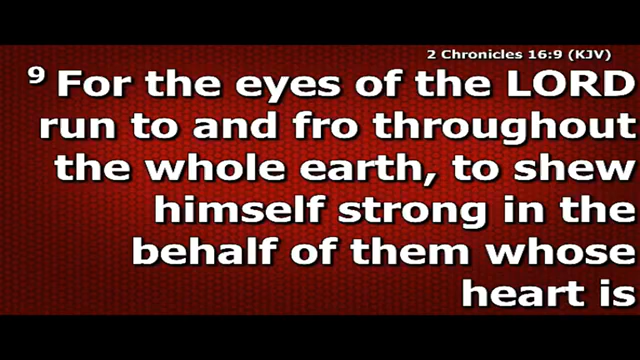 2 Chronicles 16:9 (KJV)
9 For the eyes of the LORD
run to and fro throughout
the whole earth, to shew
himself strong in the
behalf of them whose
heart is